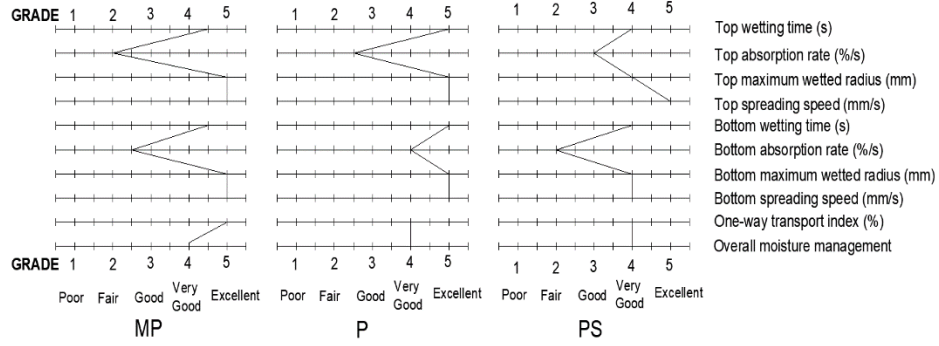 GRADE 1 2 3 4 5 1 2 3 4 5 1 2 3 4 5
Top wetting time (s)
Top absorption rate (%/s)
Top maximum wetted radius (mm)
Top spreading speed (mm/s)
Bottom wetting time (s)
Bottom absorption rate (%/s)
Bottom maximum wetted radius (mm)
Bottom spreading speed (mm/s)
One-way transport index (%)
Overall moisture management
GRADE 1 2 3 4 5 1 2 3 4 5 1 2 3 4 5
Poor Fair Good Very Good Excellent Poor Fair Good Very Good Excellent Poor Fair Good Very Good Excellent
MP P PS